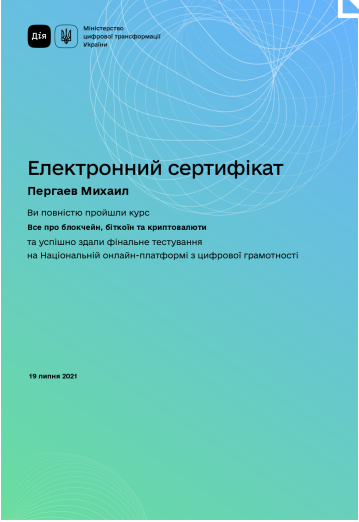 Дія
Міністерство
цифрової трансформації
України
Електронний сертифікат
Пергаев Михаил
Ви повністю пройшли курс
Все про блокчейн, біткоїн та криптовалюти
та успішно здали фінальне тестування
на Національній онлайн-платформі з цифрової грамотності
19 липня 2021